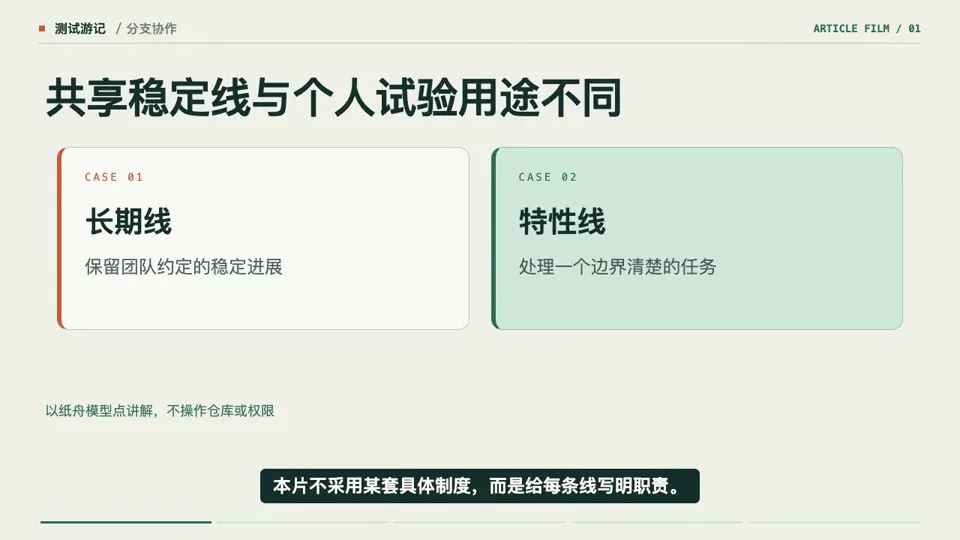 测试游记 / 分支协作
ARTICLE FILM / 01
共享稳定线与个人试验用途不同
CASE 01
长期线
保留团队约定的稳定进展
CASE 02
特性线
处理一个边界清楚的任务
以纸舟模型点讲解，不操作仓库或权限
本片不采用某套具体制度，而是给每条线写明职责。